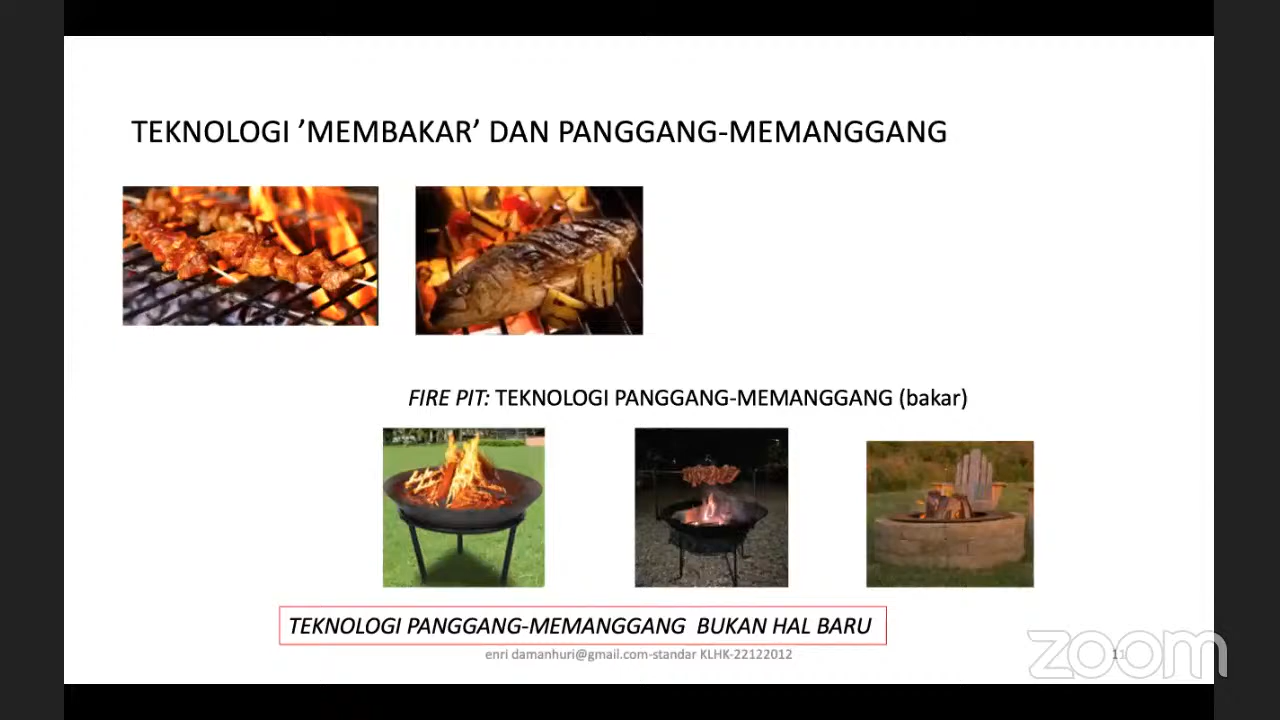 TEKNOLOGI ’MEMBAKAR’ DAN PANGGANG-MEMANGGANG
FIRE PIT: TEKNOLOGI PANGGANG-MEMANGGANG (bakar)
TEKNOLOGI PANGGANG-MEMANGGANG BUKAN HAL BARU
enri damanhuri@gmail.com-standar KLHK-22122012
11
zoom